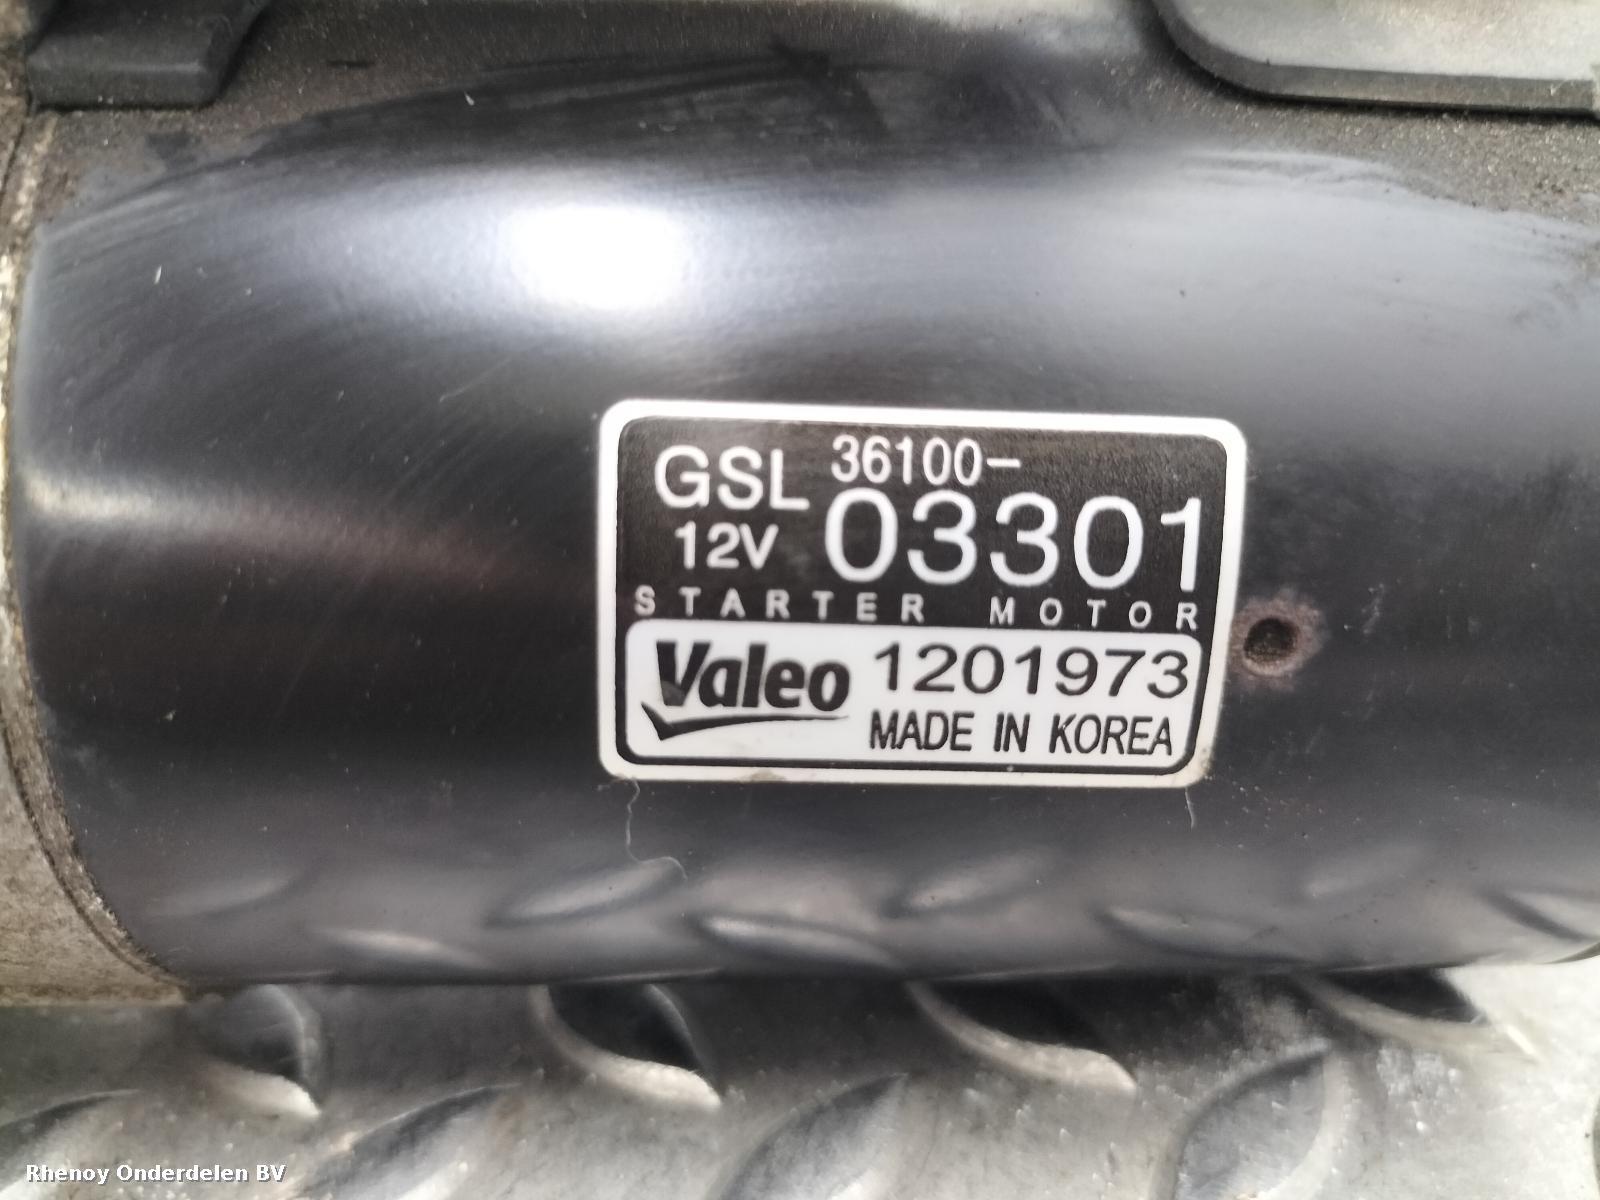 GSL 36100-
12V 03301
STARTER MOTOR
Valeo 1201973
MADE IN KOREA
Rhenoy Onderdelen BV